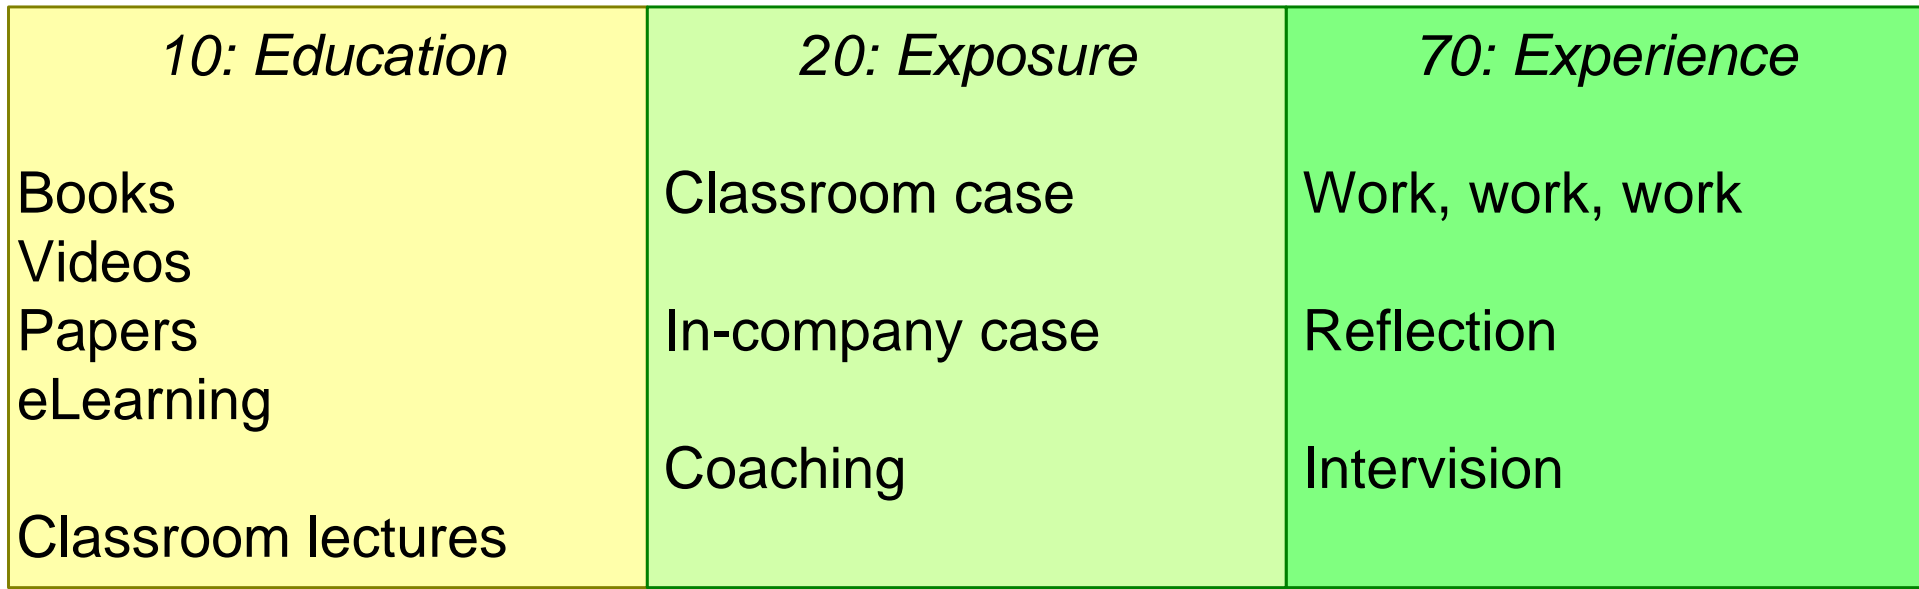 10: Education
Books
Videos
Papers
eLearning
Classroom lectures
20: Exposure
Classroom case
In-company case
Coaching
70: Experience
Work, work, work
Reflection
Intervision